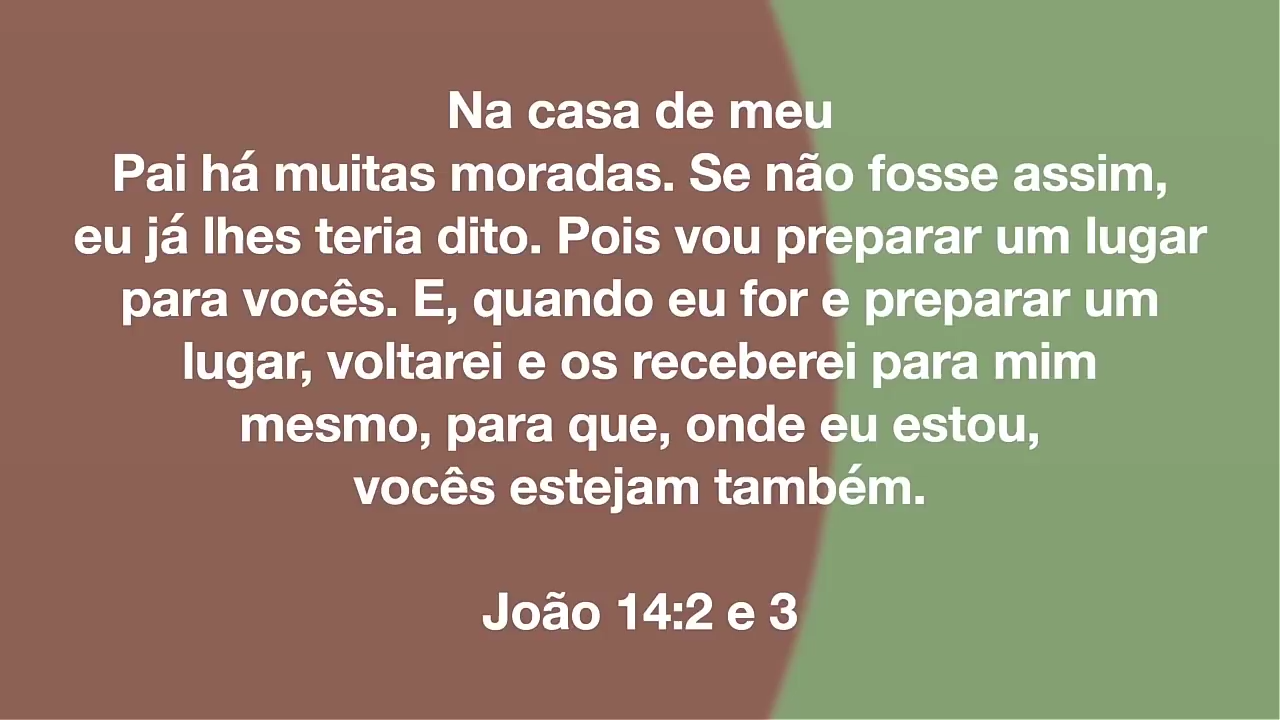 Na casa de meu
Pai há muitas moradas. Se não fosse assim,
eu já lhes teria dito. Pois vou preparar um lugar
para vocês. E, quando eu for e preparar um
lugar, voltarei e os receberei para mim
mesmo, para que, onde eu estou,
vocês estejam também.
João 14:2 e 3